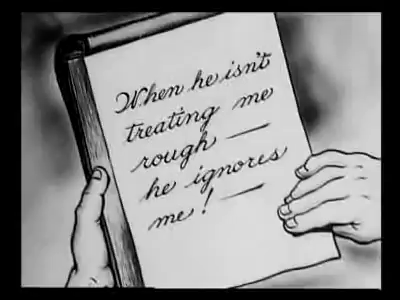 When he isn't
treating me
rough —
he ignores
me! —